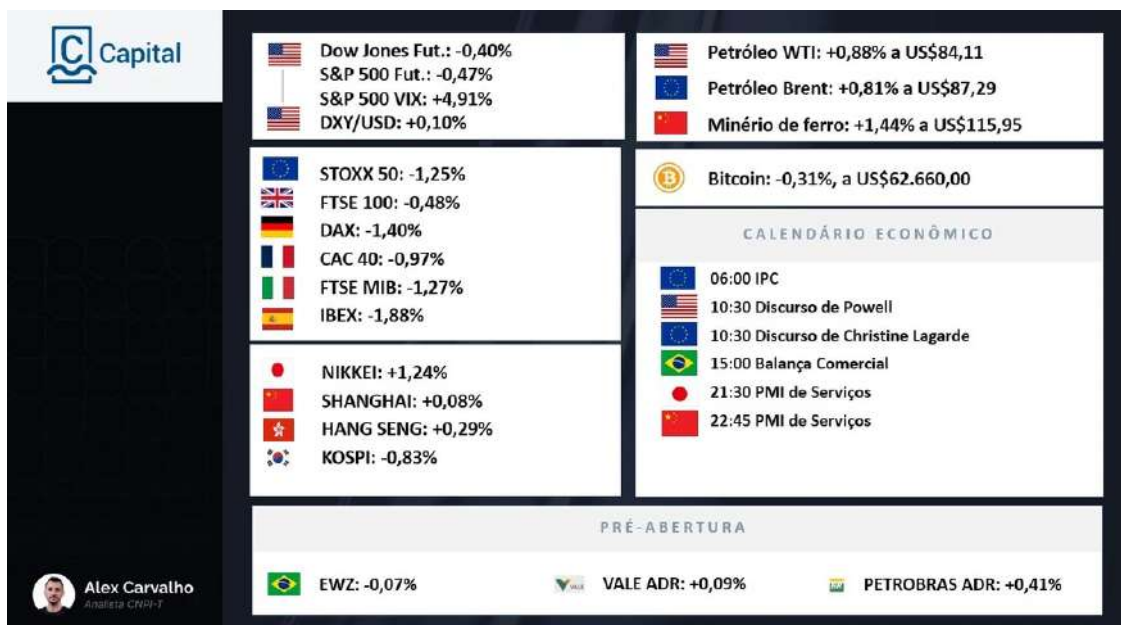 Capital
Dow Jones Fut.: -0,40%
S&P 500 Fut.: -0,47%
S&P 500 VIX: +4,91%
DXY/USD: +0,10%
STOXX 50: -1,25%
FTSE 100: -0,48%
DAX: -1,40%
CAC 40: -0,97%
FTSE MIB: -1,27%
IBEX: -1,88%
NIKKEI: +1,24%
SHANGHAI: +0,08%
HANG SENG: +0,29%
KOSPI: -0,83%
Petróleo WTI: +0,88% a US$84,11
Petróleo Brent: +0,81% a US$87,29
Minério de ferro: +1,44% a US$115,95
Bitcoin: -0,31%, a US$62.660,00
CALENDÁRIO ECONÔMICO
06:00 IPC
10:30 Discurso de Powell
10:30 Discurso de Christine Lagarde
15:00 Balança Comercial
21:30 PMI de Serviços
22:45 PMI de Serviços
PRÉ-ABERTURA
EWZ: -0,07%
VALE
VALE ADR: +0,09%
PETROBRAS ADR: +0,41%
Alex Carvalho
Analista CNPI-T